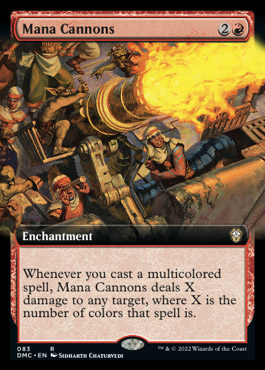 Mana Cannons 2
Enchantment
Whenever you cast a multicolored
spell, Mana Cannons deals X
damage to any target, where X is the
number of colors that spell is.
083 R
DMC • EN SIDHARTH CHATURVEDI
™ & © 2022 Wizards of the Coast